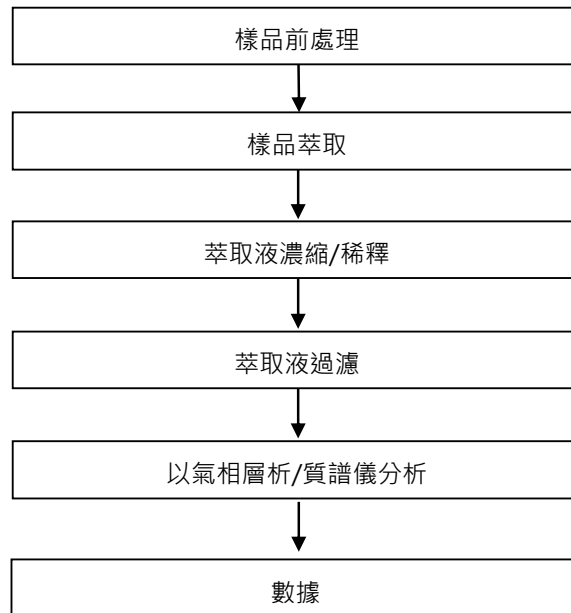 樣品前處理
樣品萃取
萃取液濃縮/稀釋
萃取液過濾
以氣相層析/質譜儀分析
數據